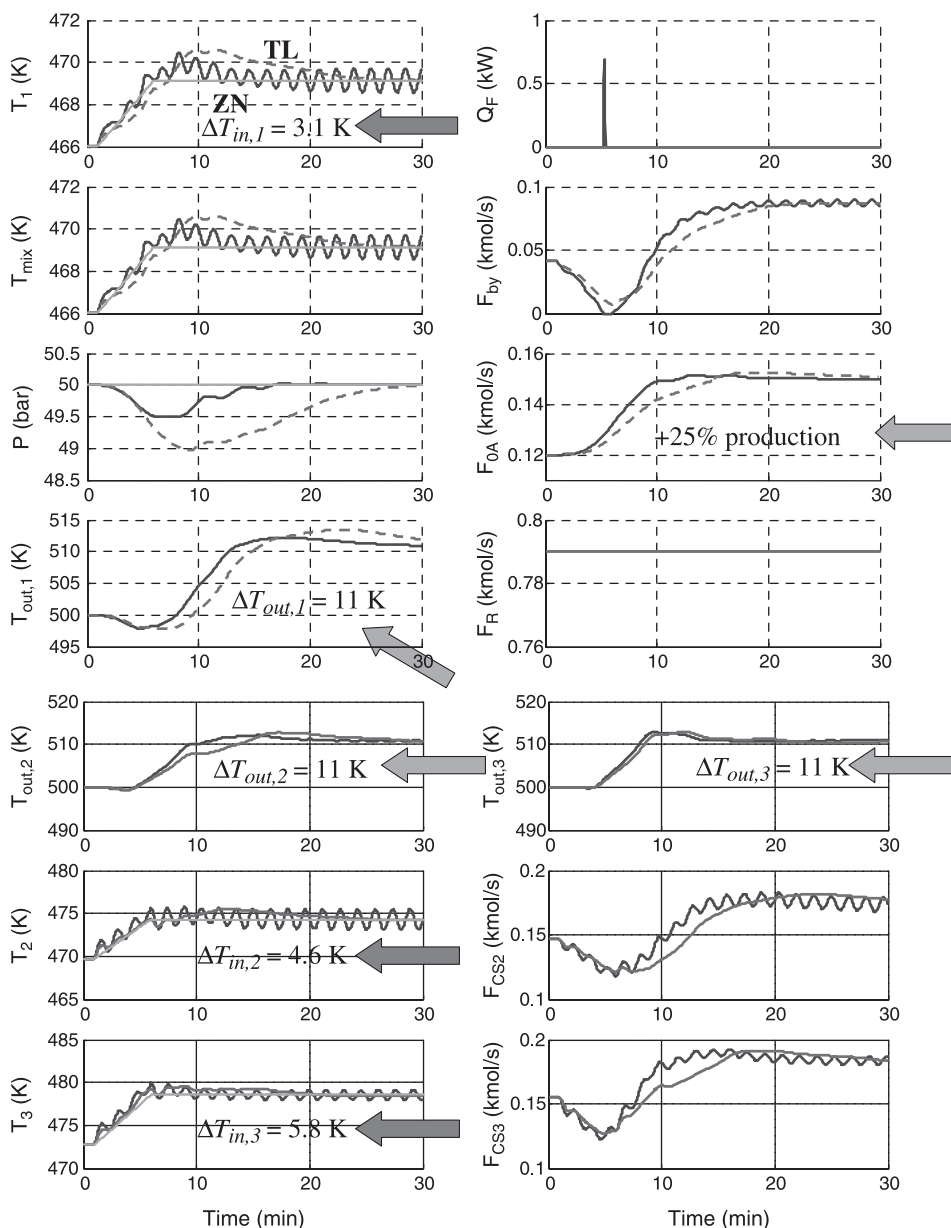 472
470
468
466
T1 (K)
TL
ZN
ΔTin,1 = 3.1 K
0 10 20 30
1
0.5
0
QF (kW)
0 10 20 30
472
470
468
466
Tmix (K)
0 10 20 30
0.1
0.05
0
Fby (kmol/s)
0 10 20 30
50.5
50
49.5
49
48.5
P (bar)
0 10 20 30
0.16
0.14
0.12
F0A (kmol/s)
+25% production
0 10 20 30
515
510
505
500
495
Tout,1 (K)
ΔTout,1 = 11 K
0 10 20 30
0.8
0.78
0.76
FR (kmol/s)
0 10 20 30
520
510
500
490
Tout,2 (K)
ΔTout,2 = 11 K
0 10 20 30
520
510
500
490
Tout,3 (K)
ΔTout,3 = 11 K
0 10 20 30
480
475
470
465
T2 (K)
ΔTin,2 = 4.6 K
0 10 20 30
0.2
0.15
0.1
FCS2 (kmol/s)
0 10 20 30
485
480
475
470
T3 (K)
ΔTin,3 = 5.8 K
0 10 20 30
Time (min)
0.2
0.15
0.1
FCS3 (kmol/s)
0 10 20 30
Time (min)